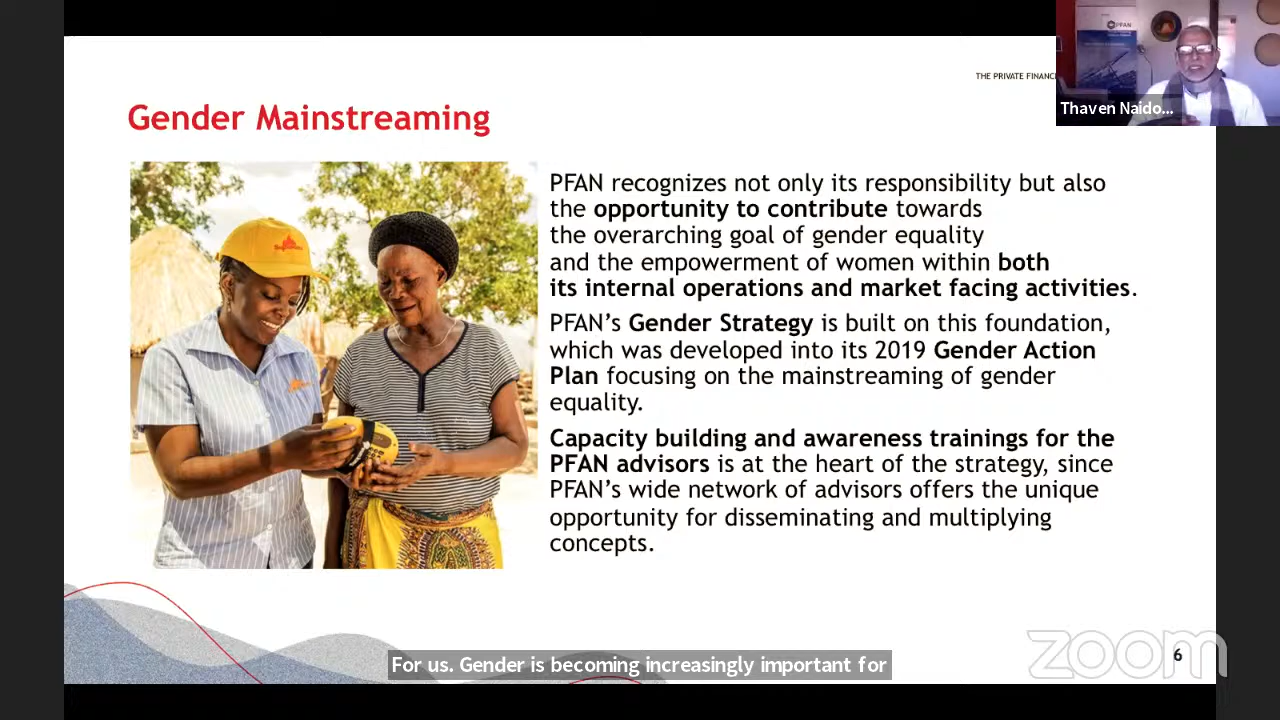 THE PRIVATE FINANC
PFAN
Thaven Naido...
Gender Mainstreaming
PFAN recognizes not only its responsibility but also
the opportunity to contribute towards
the overarching goal of gender equality
and the empowerment of women within both
its internal operations and market facing activities.
PFAN’s Gender Strategy is built on this foundation,
which was developed into its 2019 Gender Action
Plan focusing on the mainstreaming of gender
equality.
Capacity building and awareness trainings for the
PFAN advisors is at the heart of the strategy, since
PFAN’s wide network of advisors offers the unique
opportunity for disseminating and multiplying
concepts.
For us. Gender is becoming increasingly important for
zoom
6